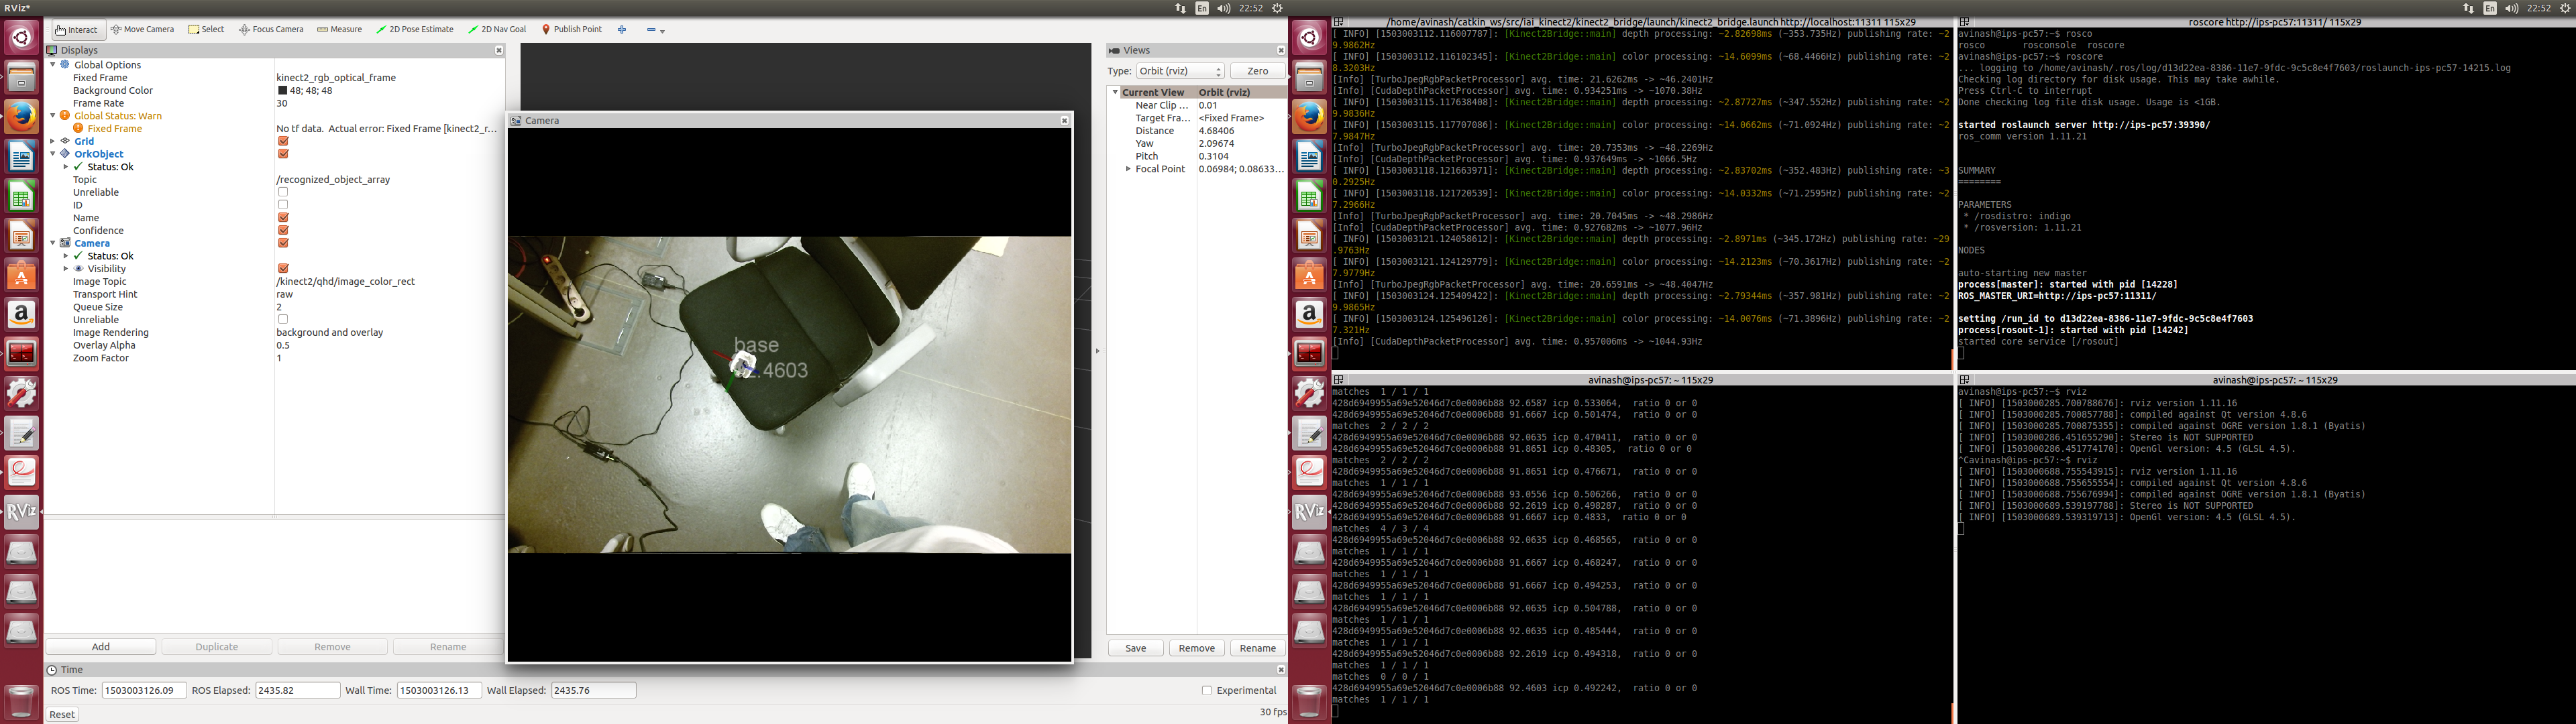 RViz*
En
22:52
En
22:52
Interact
Move Camera
Select
Focus Camera
Measure
2D Pose Estimate
2D Nav Goal
Publish Point
Displays
Global Options
Fixed Frame kinect2_rgb_optical_frame
Background Color 48; 48; 48
Frame Rate 30
Global Status: Warn
Fixed Frame No tf data. Actual error: Fixed Frame [kinect2_r...
Grid
OrkObject
Status: Ok
Topic /recognized_object_array
Unreliable
ID
Name
Confidence
Camera
Status: Ok
Visibility
Image Topic /kinect2/qhd/image_color_rect
Transport Hint raw
Queue Size 2
Unreliable
Image Rendering background and overlay
Overlay Alpha 0.5
Zoom Factor 1
Add
Duplicate
Remove
Rename
Camera
base
.4603
Views
Type: Orbit (rviz) Zero
Current View Orbit (rviz)
Near Clip ... 0.01
Target Fra... <Fixed Frame>
Distance 4.68406
Yaw 2.09674
Pitch 0.3104
Focal Point 0.06984; 0.08633...
Save
Remove
Rename
Time
ROS Time: 1503003126.09 ROS Elapsed: 2435.82 Wall Time: 1503003126.13 Wall Elapsed: 2435.76 Experimental
Reset
30 fps
RViz
/home/avinash/catkin_ws/src/iai_kinect2/kinect2_bridge/launch/kinect2_bridge.launch http://localhost:11311 115x29
[ INFO] [1503003112.116007787]: [Kinect2Bridge::main] depth processing: ~2.82698ms (~353.735Hz) publishing rate: ~2
9.9862Hz
[ INFO] [1503003112.116102345]: [Kinect2Bridge::main] color processing: ~14.6099ms (~68.4466Hz) publishing rate: ~2
8.3203Hz
[Info] [TurboJpegRgbPacketProcessor] avg. time: 21.6262ms -> ~46.2401Hz
[Info] [CudaDepthPacketProcessor] avg. time: 0.934251ms -> ~1070.38Hz
[ INFO] [1503003115.117638408]: [Kinect2Bridge::main] depth processing: ~2.87727ms (~347.552Hz) publishing rate: ~2
9.9836Hz
[ INFO] [1503003115.117707086]: [Kinect2Bridge::main] color processing: ~14.0662ms (~71.0924Hz) publishing rate: ~2
7.9847Hz
[Info] [TurboJpegRgbPacketProcessor] avg. time: 20.7353ms -> ~48.2269Hz
[Info] [CudaDepthPacketProcessor] avg. time: 0.937649ms -> ~1066.5Hz
[ INFO] [1503003118.121663971]: [Kinect2Bridge::main] depth processing: ~2.83702ms (~352.483Hz) publishing rate: ~3
0.2925Hz
[ INFO] [1503003118.121720539]: [Kinect2Bridge::main] color processing: ~14.0332ms (~71.2595Hz) publishing rate: ~2
7.2966Hz
[Info] [TurboJpegRgbPacketProcessor] avg. time: 20.7045ms -> ~48.2986Hz
[Info] [CudaDepthPacketProcessor] avg. time: 0.927682ms -> ~1077.96Hz
[ INFO] [1503003121.124058612]: [Kinect2Bridge::main] depth processing: ~2.8971ms (~345.172Hz) publishing rate: ~29
.9763Hz
[ INFO] [1503003121.124129779]: [Kinect2Bridge::main] color processing: ~14.2123ms (~70.3617Hz) publishing rate: ~2
7.9779Hz
[Info] [TurboJpegRgbPacketProcessor] avg. time: 20.6591ms -> ~48.4047Hz
[ INFO] [1503003124.125409422]: [Kinect2Bridge::main] depth processing: ~2.79344ms (~357.981Hz) publishing rate: ~2
9.9865Hz
[ INFO] [1503003124.125496126]: [Kinect2Bridge::main] color processing: ~14.0076ms (~71.3896Hz) publishing rate: ~2
7.321Hz
[Info] [CudaDepthPacketProcessor] avg. time: 0.957006ms -> ~1044.93Hz
roscore http://ips-pc57:11311/ 115x29
avinash@ips-pc57:~$ rosco
rosco rosconsole roscore
avinash@ips-pc57:~$ roscore
... logging to /home/avinash/.ros/log/d13d22ea-8386-11e7-9fdc-9c5c8e4f7603/roslaunch-ips-pc57-14215.log
Checking log directory for disk usage. This may take awhile.
Press Ctrl-C to interrupt
Done checking log file disk usage. Usage is <1GB.
started roslaunch server http://ips-pc57:39390/
ros_comm version 1.11.21
SUMMARY
========
PARAMETERS
* /rosdistro: indigo
* /rosversion: 1.11.21
NODES
auto-starting new master
process[master]: started with pid [14228]
ROS_MASTER_URI=http://ips-pc57:11311/
setting /run_id to d13d22ea-8386-11e7-9fdc-9c5c8e4f7603
process[rosout-1]: started with pid [14242]
started core service [/rosout]
avinash@ips-pc57: ~ 115x29
matches 1 / 1 / 1
428d6949955a69e52046d7c0e0006b88 92.6587 icp 0.533064, ratio 0 or 0
428d6949955a69e52046d7c0e0006b88 91.6667 icp 0.501474, ratio 0 or 0
matches 2 / 2 / 2
428d6949955a69e52046d7c0e0006b88 92.0635 icp 0.470411, ratio 0 or 0
428d6949955a69e52046d7c0e0006b88 91.8651 icp 0.48305, ratio 0 or 0
matches 2 / 2 / 2
428d6949955a69e52046d7c0e0006b88 91.8651 icp 0.476671, ratio 0 or 0
matches 1 / 1 / 1
428d6949955a69e52046d7c0e0006b88 93.0556 icp 0.506266, ratio 0 or 0
428d6949955a69e52046d7c0e0006b88 92.2619 icp 0.498287, ratio 0 or 0
428d6949955a69e52046d7c0e0006b88 91.6667 icp 0.4833, ratio 0 or 0
matches 4 / 3 / 4
428d6949955a69e52046d7c0e0006b88 92.0635 icp 0.468565, ratio 0 or 0
matches 1 / 1 / 1
428d6949955a69e52046d7c0e0006b88 91.6667 icp 0.468247, ratio 0 or 0
matches 1 / 1 / 1
428d6949955a69e52046d7c0e0006b88 91.6667 icp 0.494253, ratio 0 or 0
matches 1 / 1 / 1
428d6949955a69e52046d7c0e0006b88 92.0635 icp 0.504788, ratio 0 or 0
matches 1 / 1 / 1
428d6949955a69e52046d7c0e0006b88 92.0635 icp 0.485444, ratio 0 or 0
matches 1 / 1 / 1
428d6949955a69e52046d7c0e0006b88 92.2619 icp 0.494318, ratio 0 or 0
matches 1 / 1 / 1
matches 0 / 0 / 1
428d6949955a69e52046d7c0e0006b88 92.4603 icp 0.492242, ratio 0 or 0
matches 1 / 1 / 1
avinash@ips-pc57: ~ 115x29
avinash@ips-pc57:~$ rviz
[ INFO] [1503000285.700788676]: rviz version 1.11.16
[ INFO] [1503000285.700857788]: compiled against Qt version 4.8.6
[ INFO] [1503000285.700875355]: compiled against OGRE version 1.8.1 (Byatis)
[ INFO] [1503000286.451655290]: Stereo is NOT SUPPORTED
[ INFO] [1503000286.451774170]: OpenGl version: 4.5 (GLSL 4.5).
^Cavinash@ips-pc57:~$ rviz
[ INFO] [1503000688.755543915]: rviz version 1.11.16
[ INFO] [1503000688.755655554]: compiled against Qt version 4.8.6
[ INFO] [1503000688.755676994]: compiled against OGRE version 1.8.1 (Byatis)
[ INFO] [1503000689.539197788]: Stereo is NOT SUPPORTED
[ INFO] [1503000689.539319713]: OpenGl version: 4.5 (GLSL 4.5).
RViz